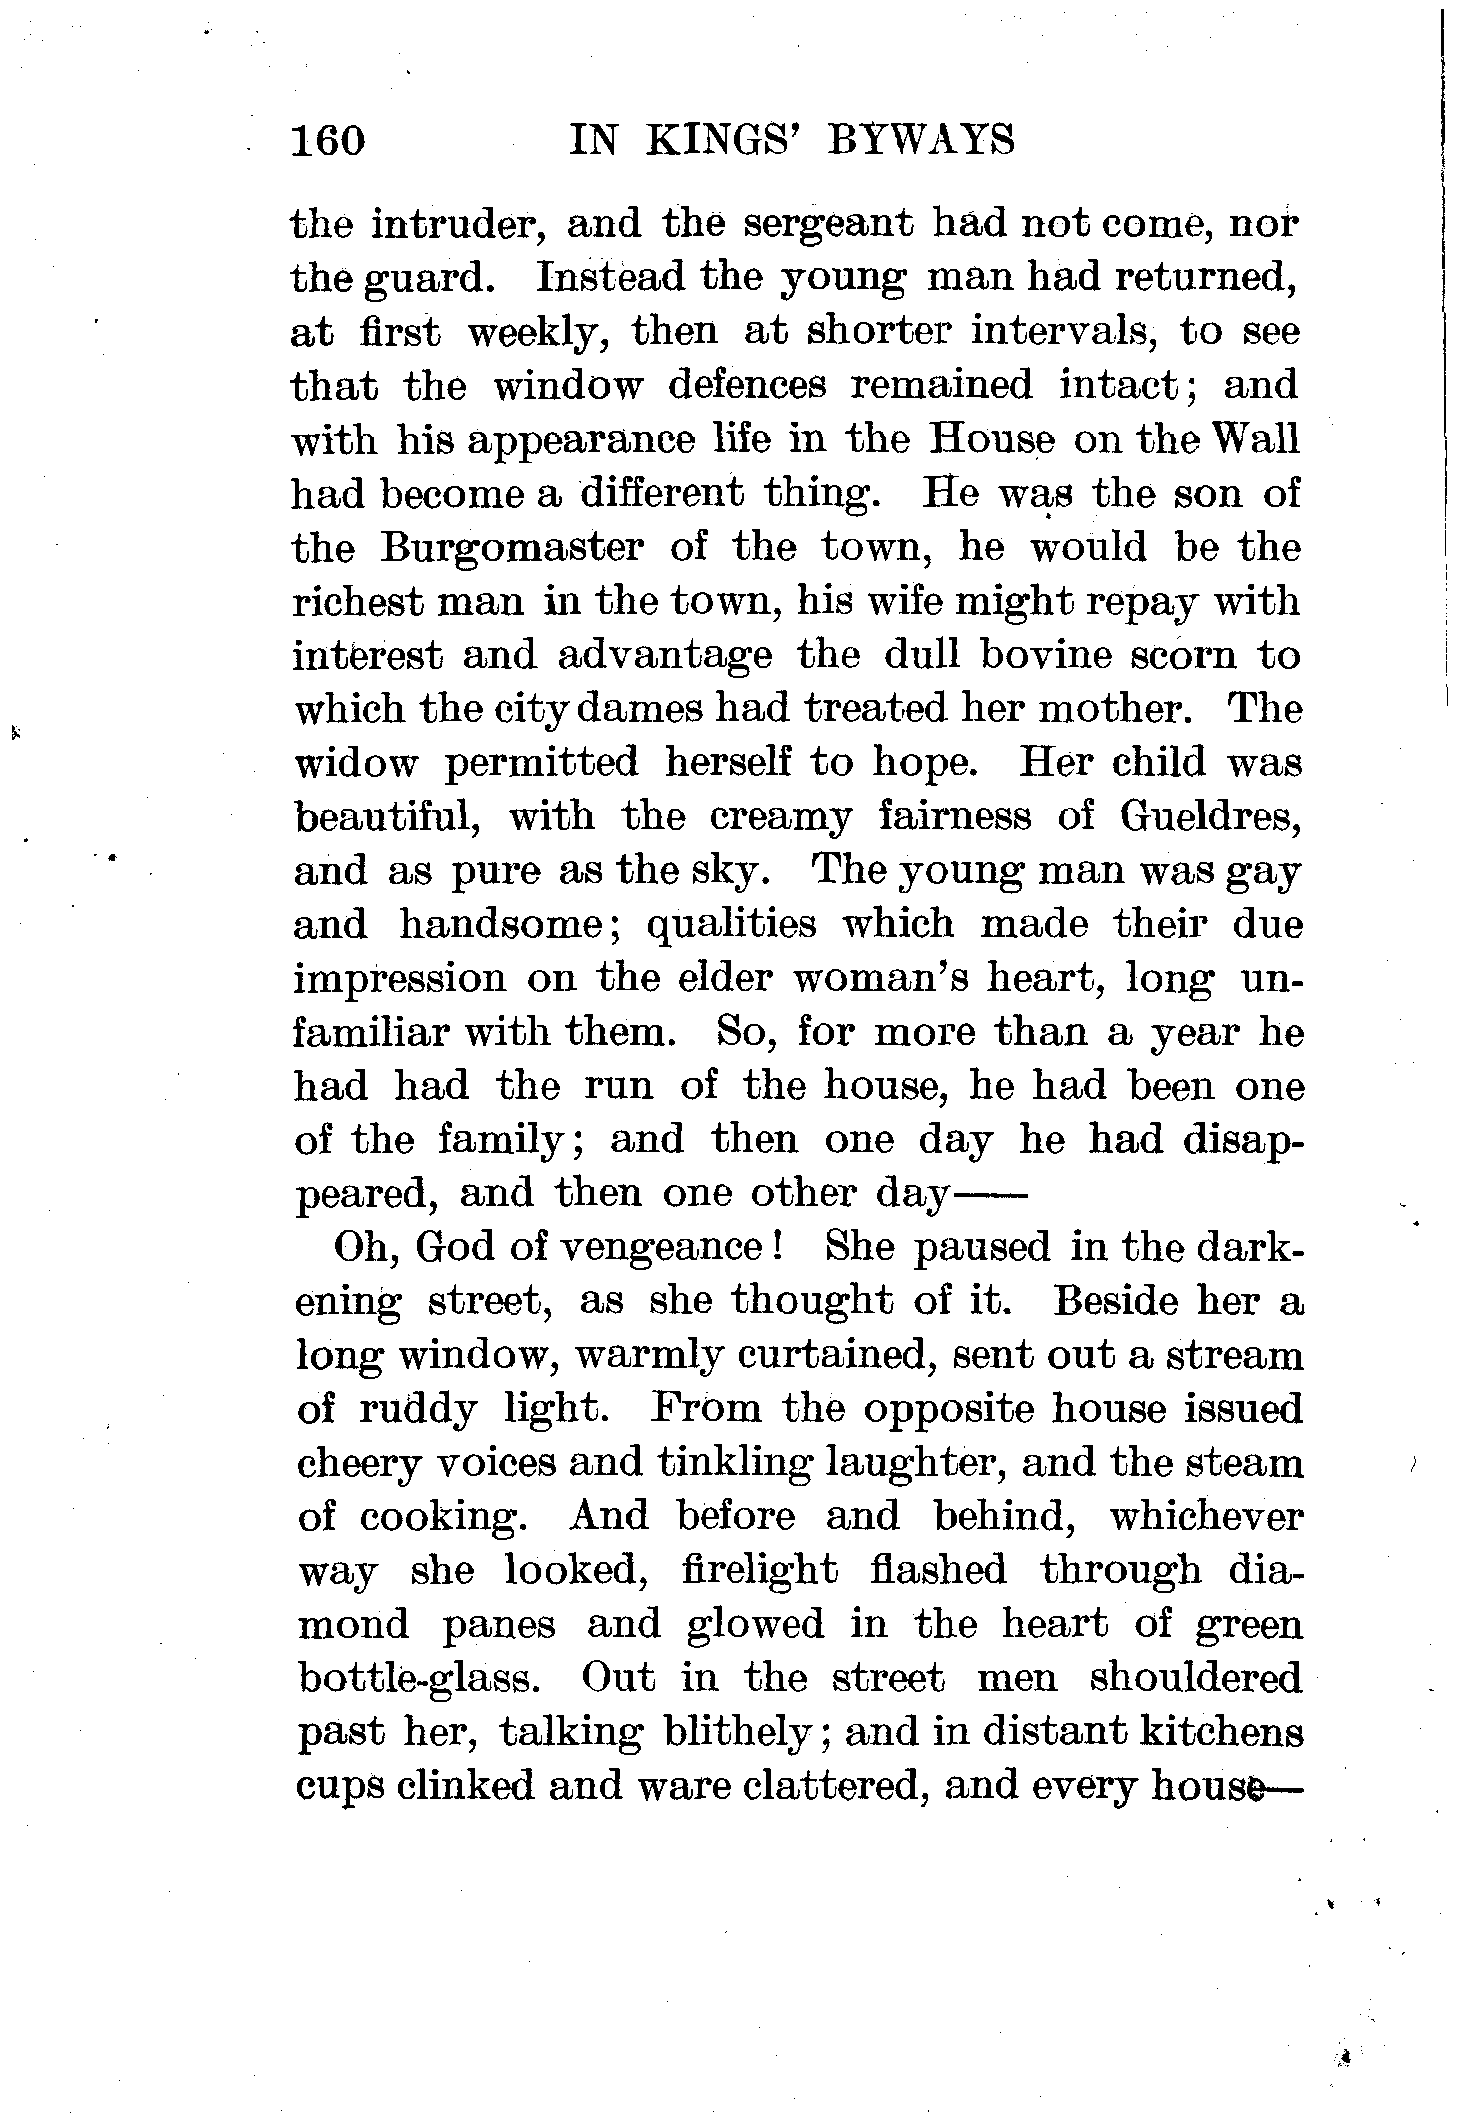 160 IN KINGS' BYWAYS
the intruder, and the sergeant had not come, nor
the guard. Instead the young man had returned,
at first weekly, then at shorter intervals, to see
that the window defences remained intact; and
with his appearance life in the House on the Wall
had become a different thing. He was the son of
the Burgomaster of the town, he would be the
richest man in the town, his wife might repay with
interest and advantage the dull bovine scorn to
which the city dames had treated her mother. The
widow permitted herself to hope. Her child was
beautiful, with the creamy fairness of Gueldres,
and as pure as the sky. The young man was gay
and handsome; qualities which made their due
impression on the elder woman's heart, long un-
familiar with them. So, for more than a year he
had had the run of the house, he had been one
of the family; and then one day he had disap-
peared, and then one other day——
Oh, God of vengeance! She paused in the dark-
ening street, as she thought of it. Beside her a
long window, warmly curtained, sent out a stream
of ruddy light. From the opposite house issued
cheery voices and tinkling laughter, and the steam
of cooking. And before and behind, whichever
way she looked, firelight flashed through dia-
mond panes and glowed in the heart of green
bottle-glass. Out in the street men shouldered
past her, talking blithely; and in distant kitchens
cups clinked and ware clattered, and every house—